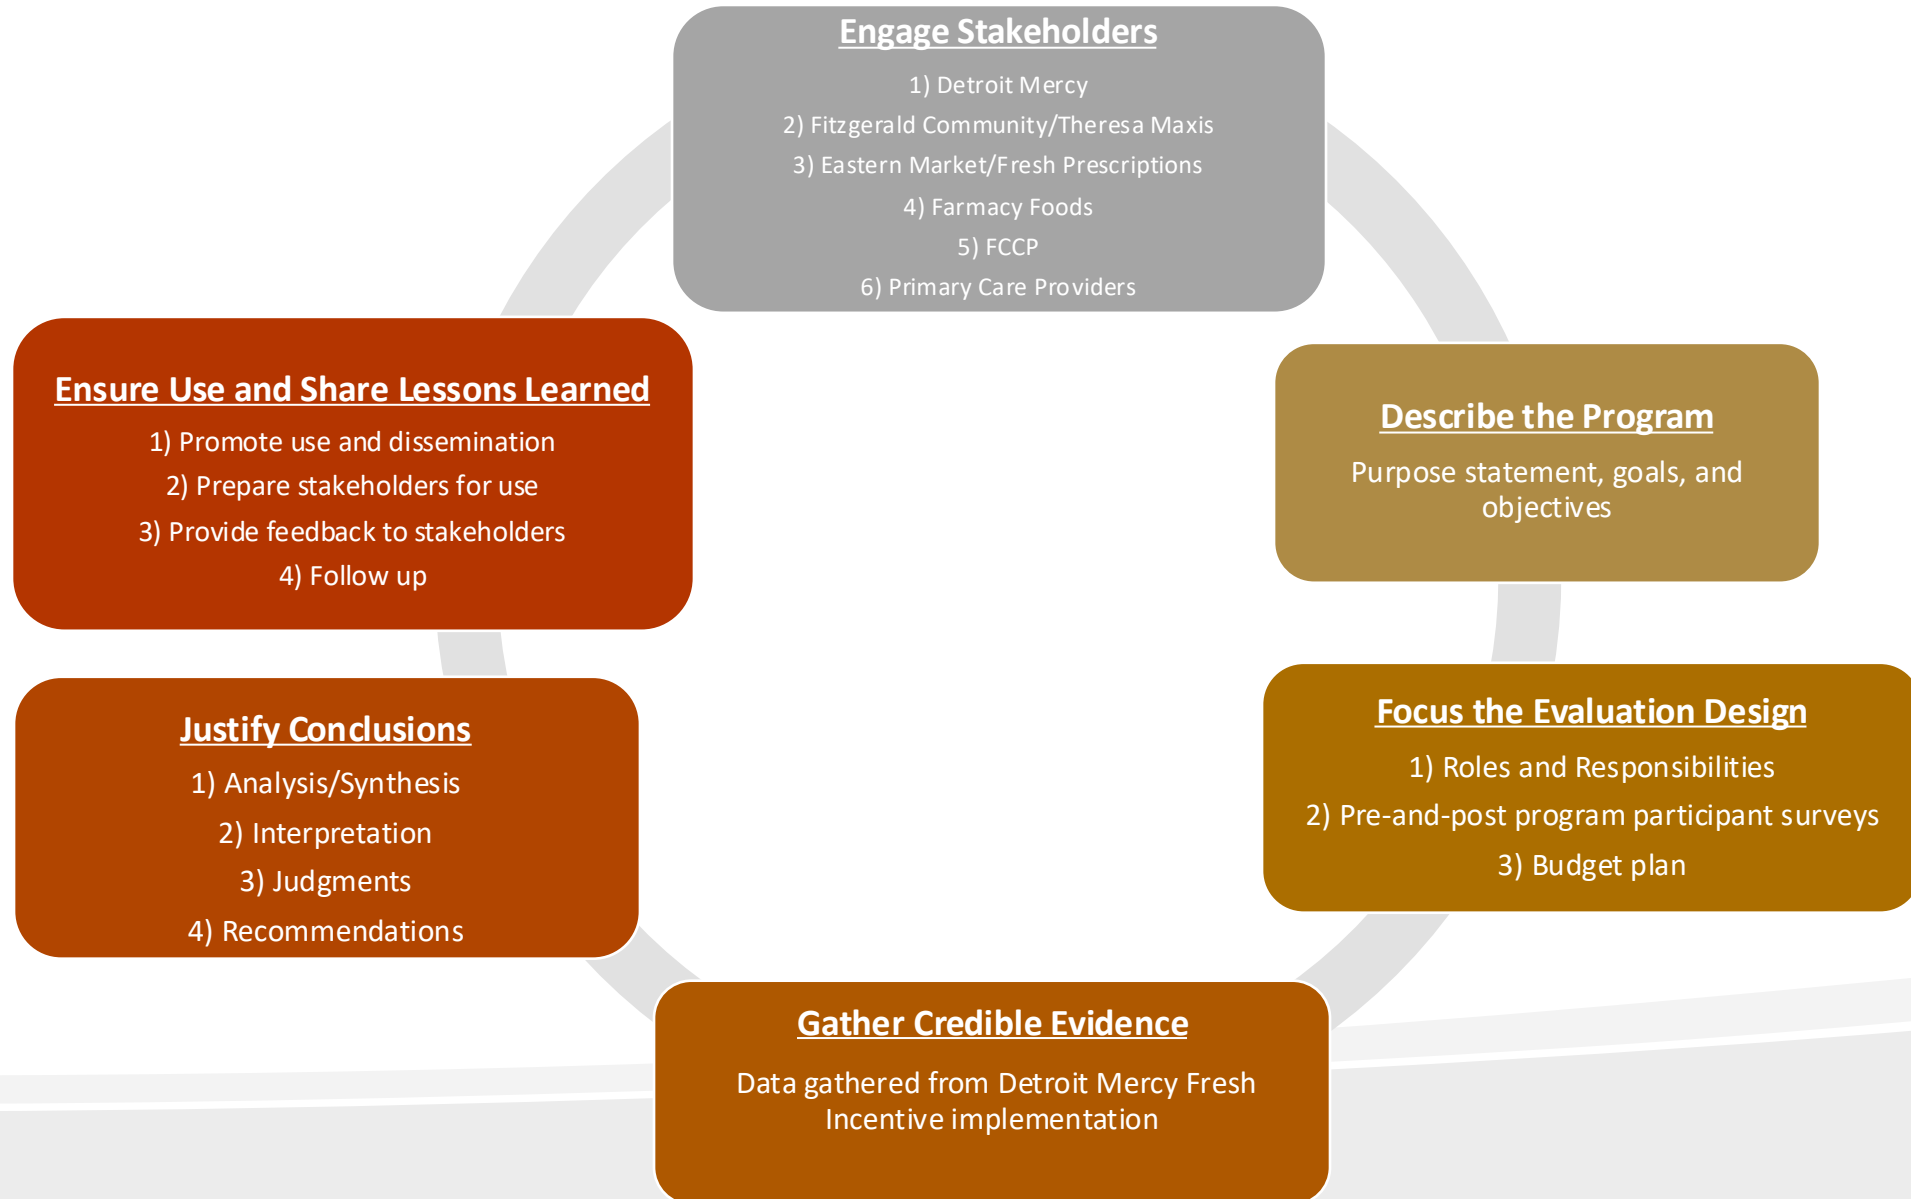 Engage Stakeholders
1) Detroit Mercy
2) Fitzgerald Community/Theresa Maxis
3) Eastern Market/Fresh Prescriptions
4) Farmacy Foods
5) FCCP
6) Primary Care Providers
Describe the Program
Purpose statement, goals, and
objectives
Focus the Evaluation Design
1) Roles and Responsibilities
2) Pre-and-post program participant surveys
3) Budget plan
Gather Credible Evidence
Data gathered from Detroit Mercy Fresh
Incentive implementation
Justify Conclusions
1) Analysis/Synthesis
2) Interpretation
3) Judgments
4) Recommendations
Ensure Use and Share Lessons Learned
1) Promote use and dissemination
2) Prepare stakeholders for use
3) Provide feedback to stakeholders
4) Follow up